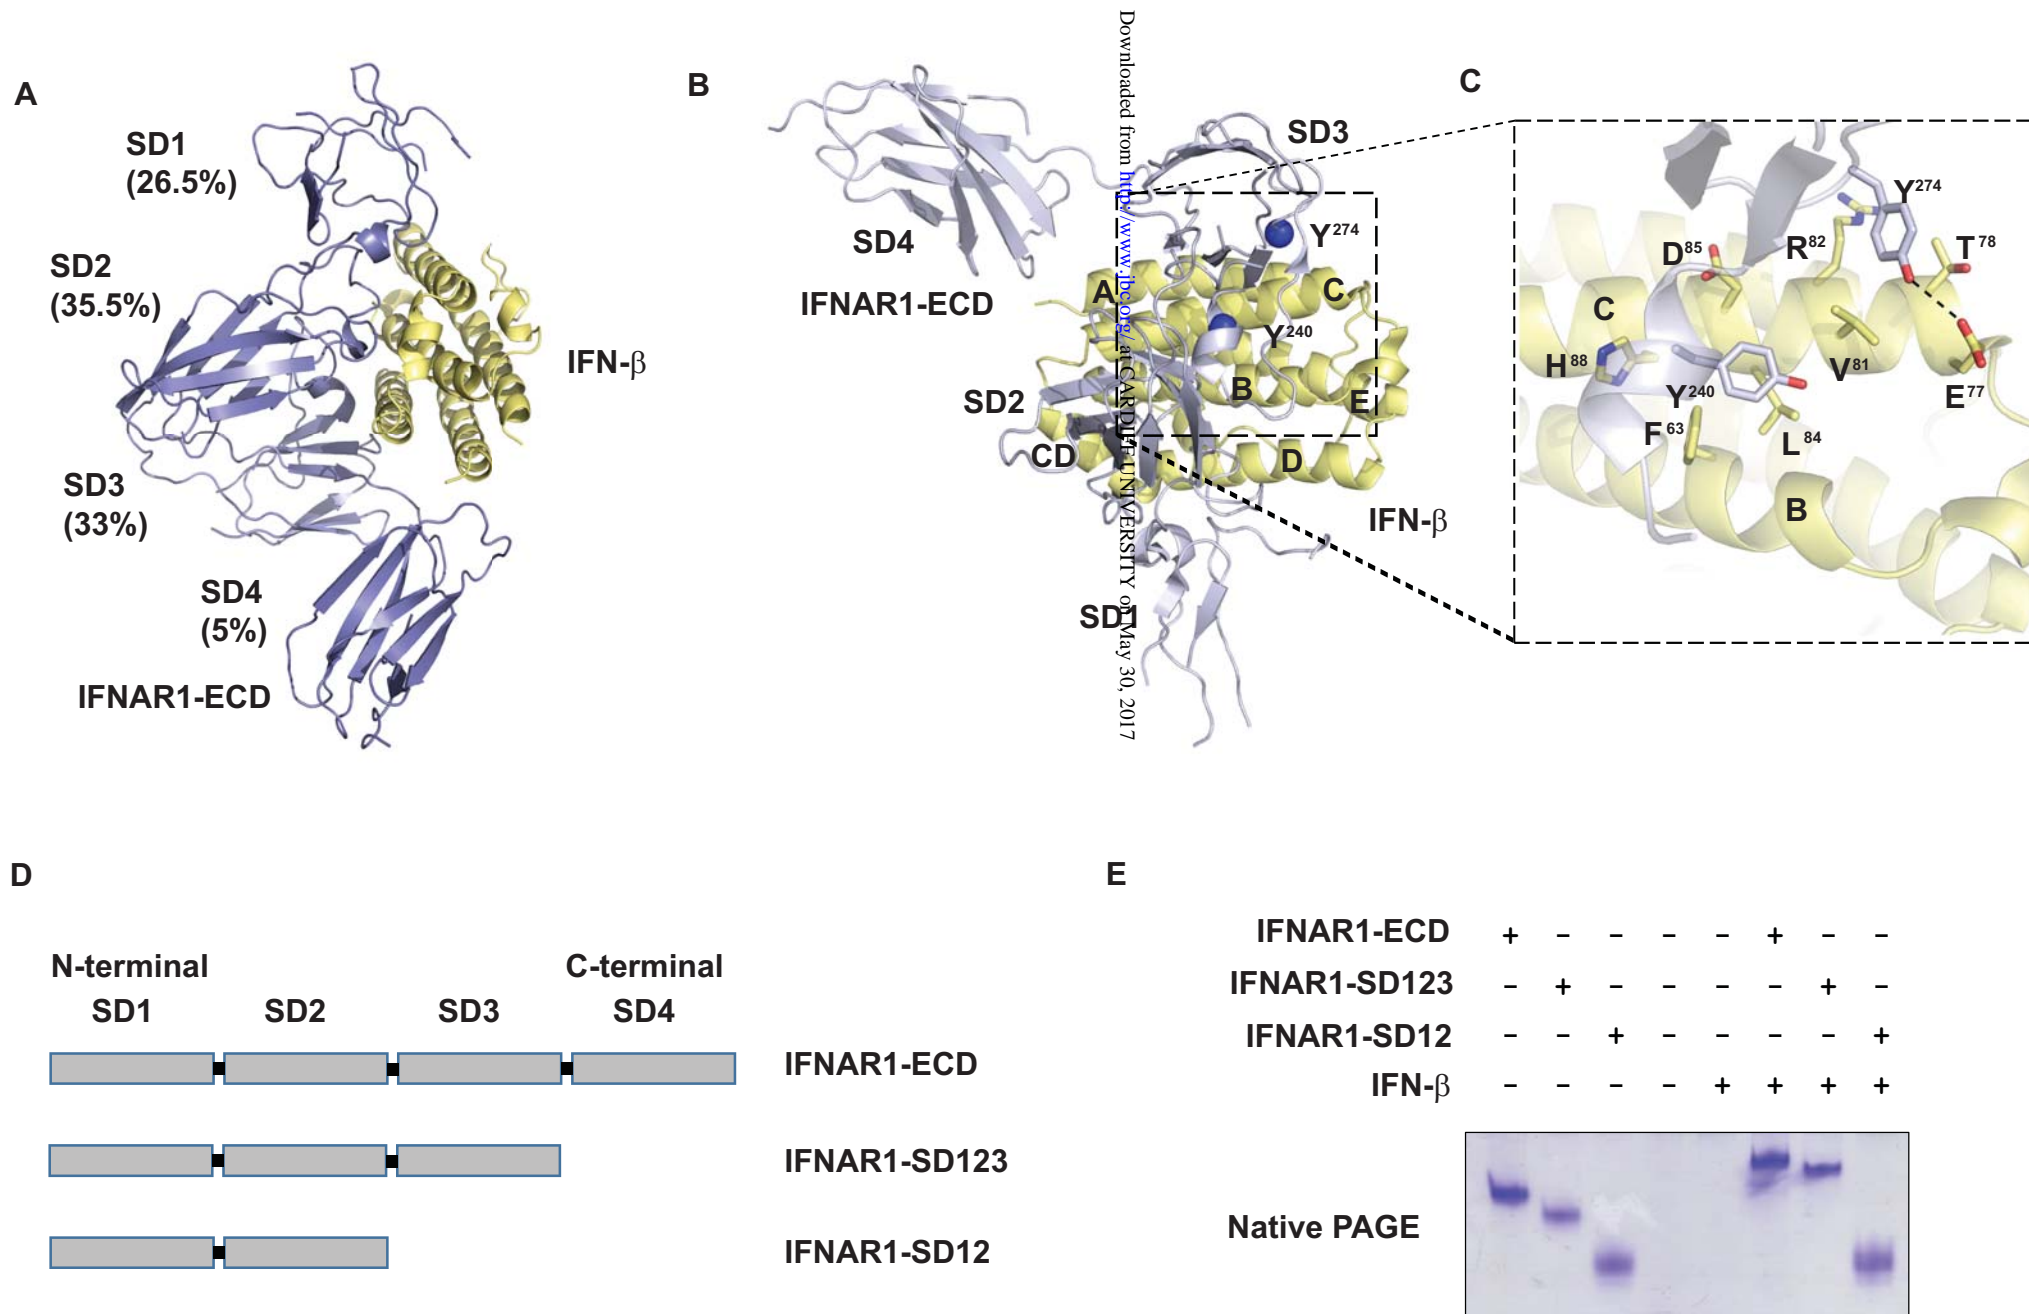 A
SD1
(26.5%)
SD2
(35.5%)
IFN-β
SD3
(33%)
SD4
(5%)
IFNAR1-ECD
B
SD3
SD4
Y274
IFNAR1-ECD
A
C
Y240
SD2
B
E
CD
D
IFN-β
SD1
Downloaded from http://www.jbc.org/ at CARDIFF UNIVERSITY on May 30, 2017
C
Y274
D85
R82
T78
C
H88
V81
Y240
E77
F63
L84
B
D
N-terminal C-terminal
SD1 SD2 SD3 SD4
IFNAR1-ECD
IFNAR1-SD123
IFNAR1-SD12
E
IFNAR1-ECD + – – – – + – –
IFNAR1-SD123 – + – – – – + –
IFNAR1-SD12 – – + – – – – +
IFN-β – – – – + + + +
Native PAGE